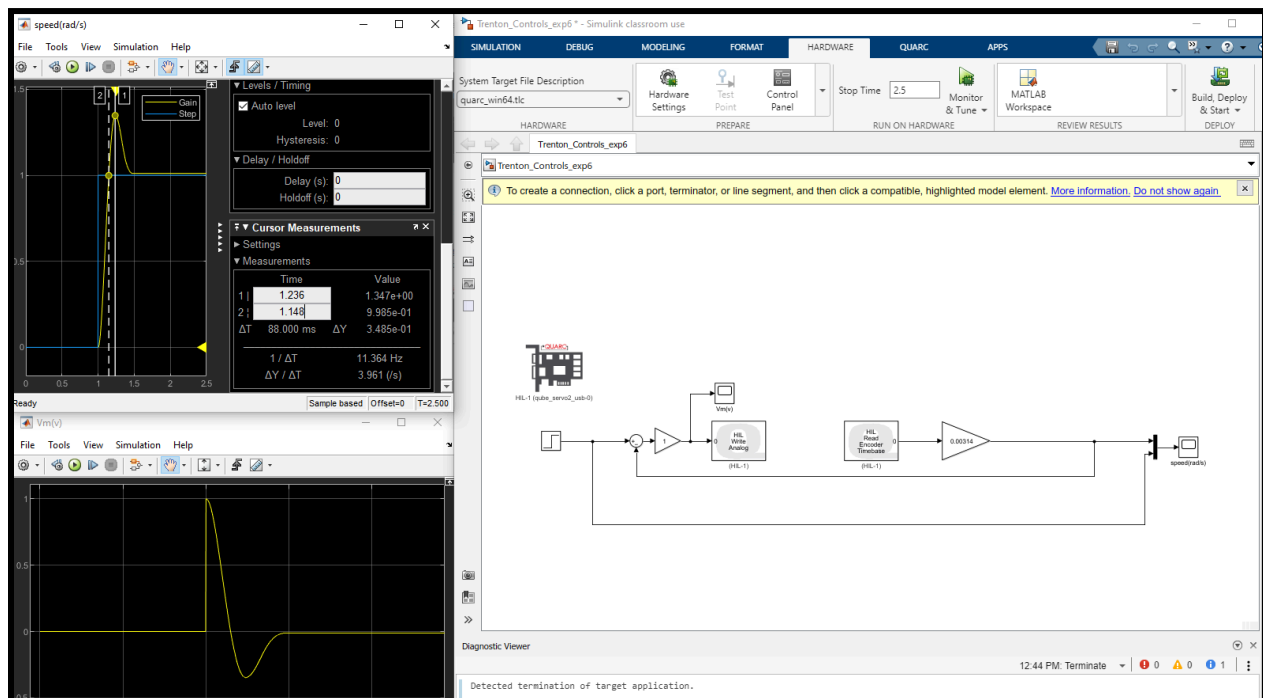 speed(rad/s)
File Tools View Simulation Help
1.5
1
0.5
0
0 0.5 1 1.5 2 2.5
2 1
Gain
Step
Levels / Timing
Auto level
Level: 0
Hysteresis: 0
Delay / Holdoff
Delay (s): 0
Holdoff (s): 0
Cursor Measurements
Settings
Measurements
Time Value
1 | 1.236 1.347e+00
2 ¦ 1.148 9.985e-01
ΔT 88.000 ms ΔY 3.485e-01
1 / ΔT 11.364 Hz
ΔY / ΔT 3.961 (/s)
Ready Sample based Offset=0 T=2.500
Vm(v)
File Tools View Simulation Help
1
0.5
0
-0.5
Trenton_Controls_exp6 * - Simulink classroom use
SIMULATION DEBUG MODELING FORMAT HARDWARE QUARC APPS
System Target File Description
quarc_win64.tlc
HARDWARE
Hardware Settings
Test Point
Control Panel
PREPARE
Stop Time 2.5
Monitor & Tune
RUN ON HARDWARE
MATLAB Workspace
REVIEW RESULTS
Build, Deploy & Start
DEPLOY
Trenton_Controls_exp6
Trenton_Controls_exp6
To create a connection, click a port, terminator, or line segment, and then click a compatible, highlighted model element. More information. Do not show again
QUARC
HIL-1 (qube_servo2_usb-0)
Vm(v)
1
0
HIL
Write
Analog
(HIL-1)
HIL
Read
Encoder
Timebase
0
(HIL-1)
0.00314
speed(rad/s)
Diagnostic Viewer
12:44 PM: Terminate 0 0 1
Detected termination of target application.